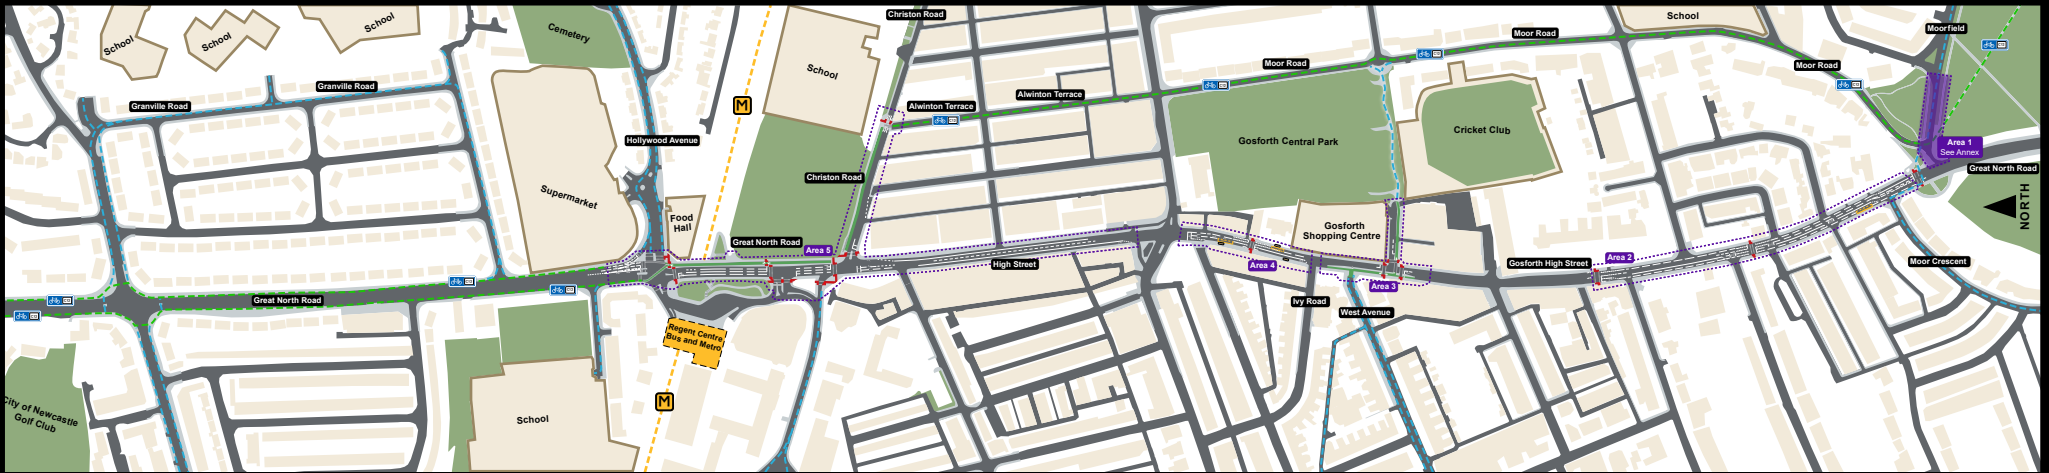 School
School
School
Cemetery
Christon Road
School
Moorfield
Moor Road
Moor Road
Moor Road
School
Granville Road
Granville Road
M
Alwinton Terrace
Alwinton Terrace
Hollywood Avenue
Gosforth Central Park
Cricket Club
Area 1
See Annex
Great North Road
Christon Road
Supermarket
Food
Hall
Gosforth
Shopping Centre
NORTH
Great North Road
Area 5
High Street
Area 4
Area 3
Gosforth High Street
Area 2
Moor Crescent
Great North Road
Ivy Road
West Avenue
Regent Centre
Bus and Metro
M
City of Newcastle
Golf Club
School